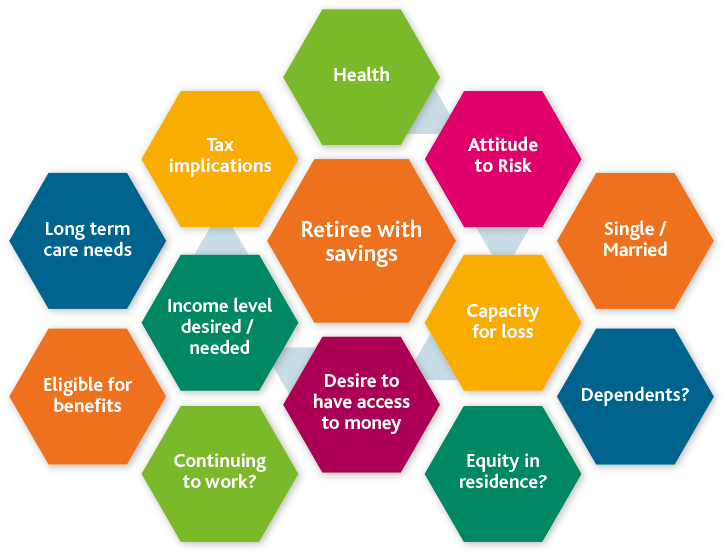 Health
Tax
implications
Attitude
to Risk
Long term
care needs
Retiree with
savings
Single /
Married
Income level
desired /
needed
Capacity
for loss
Eligible for
benefits
Desire to
have access
to money
Dependents?
Continuing
to work?
Equity in
residence?